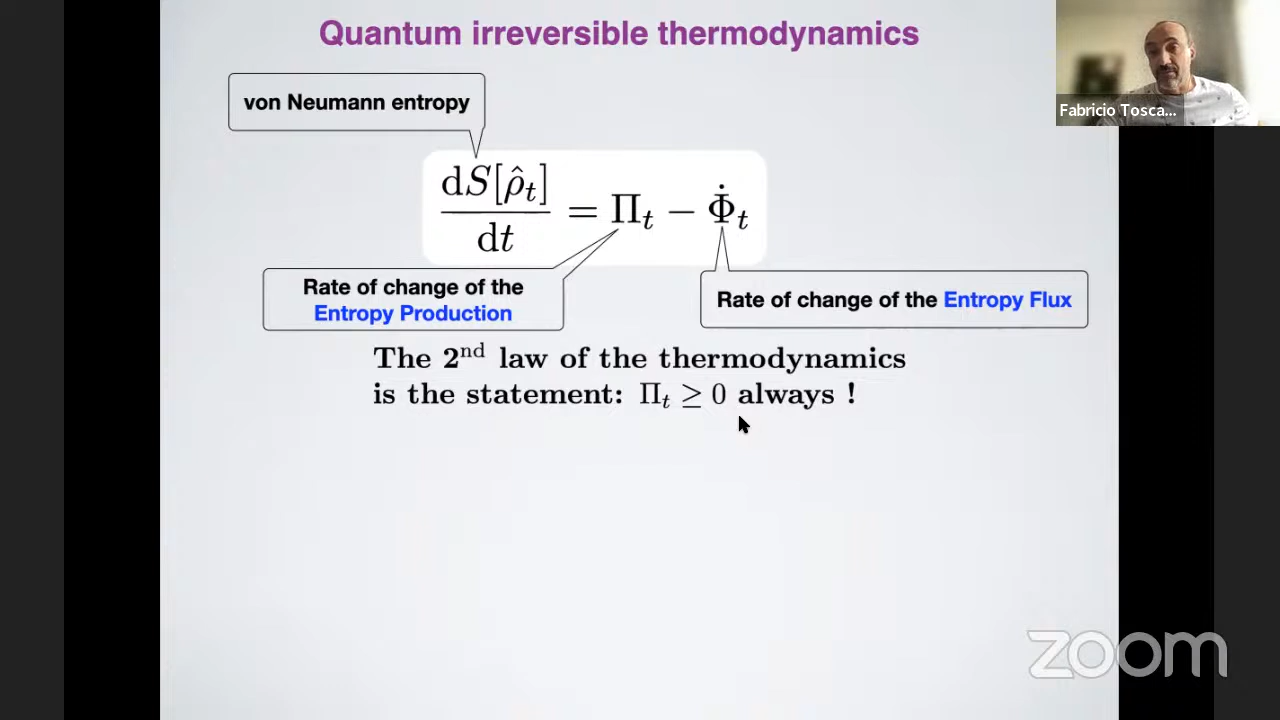 Quantum irreversible thermodynamics
Fabricio Tosca...
von Neumann entropy
dS[ρ̂_t]/dt = Π_t − Φ̇_t
Rate of change of the
Entropy Production
Rate of change of the Entropy Flux
The 2nd law of the thermodynamics
is the statement: Π_t ≥ 0 always !
zoom